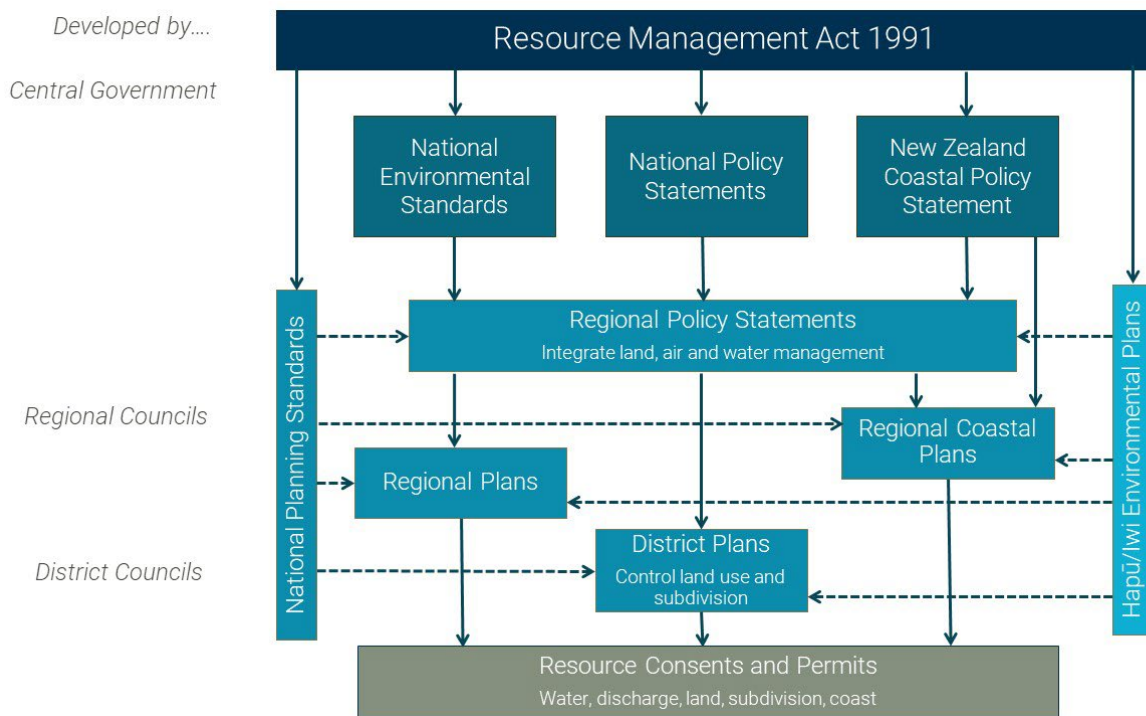 Developed by....
Resource Management Act 1991
Central Government
National
Environmental
Standards
National Policy
Statements
New Zealand
Coastal Policy
Statement
National Planning Standards
Regional Policy Statements
Integrate land, air and water management
Hapū/Iwi Environmental Plans
Regional Councils
Regional Coastal
Plans
Regional Plans
District Councils
District Plans
Control land use and
subdivision
Resource Consents and Permits
Water, discharge, land, subdivision, coast